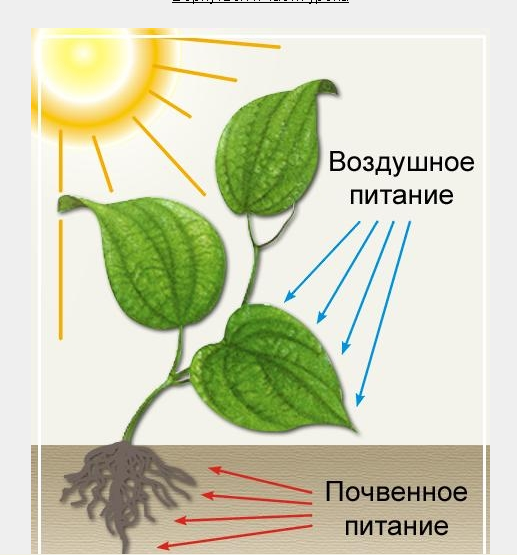 Воздушное
питание
Почвенное
питание